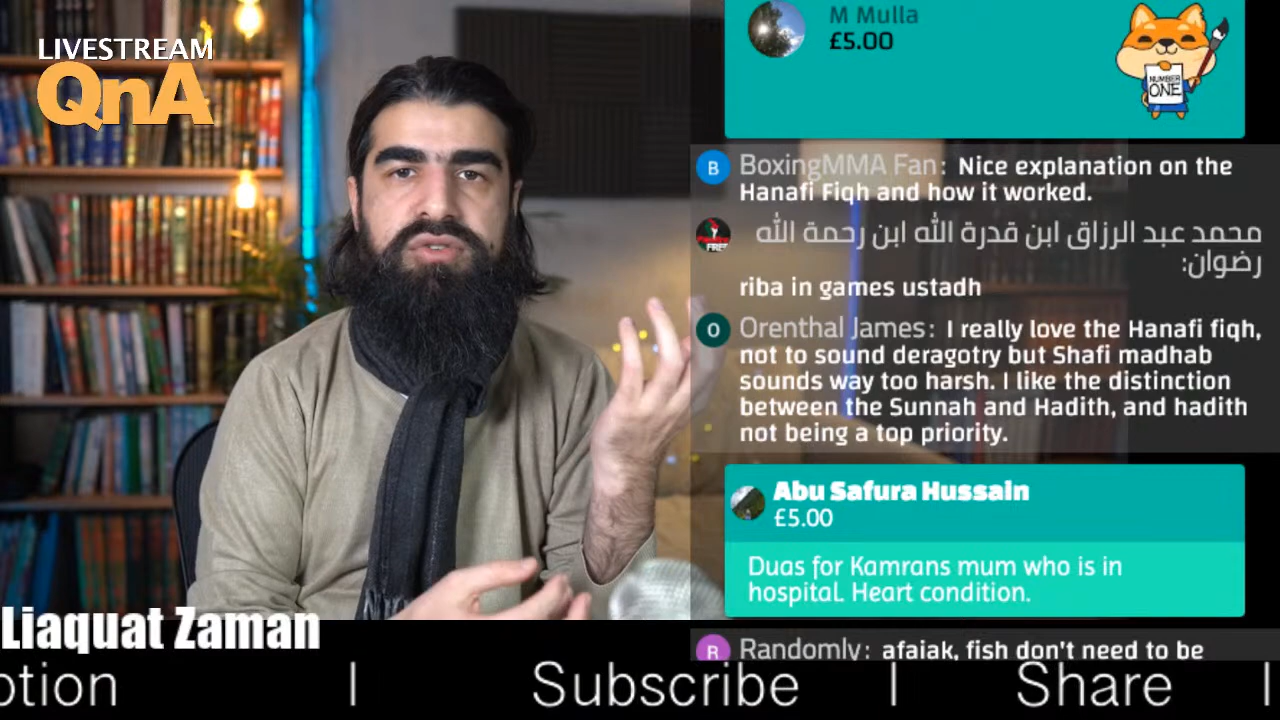 LIVESTREAM
QnA
M Mulla
£5.00
NUMBER
ONE
BoxingMMA Fan: Nice explanation on the
Hanafi Fiqh and how it worked.
محمد عبد الرزاق ابن قدرة الله ابن رحمة الله
رضوان:
riba in games ustadh
O
Orenthal James: I really love the Hanafi fiqh,
not to sound deragotry but Shafi madhab
sounds way too harsh. I like the distinction
between the Sunnah and Hadith, and hadith
not being a top priority.
Abu Safura Hussain
£5.00
Duas for Kamrans mum who is in
hospital. Heart condition.
R
Randomly: afaiak, fish don't need to be
Liaquat Zaman
ption | Subscribe | Share |